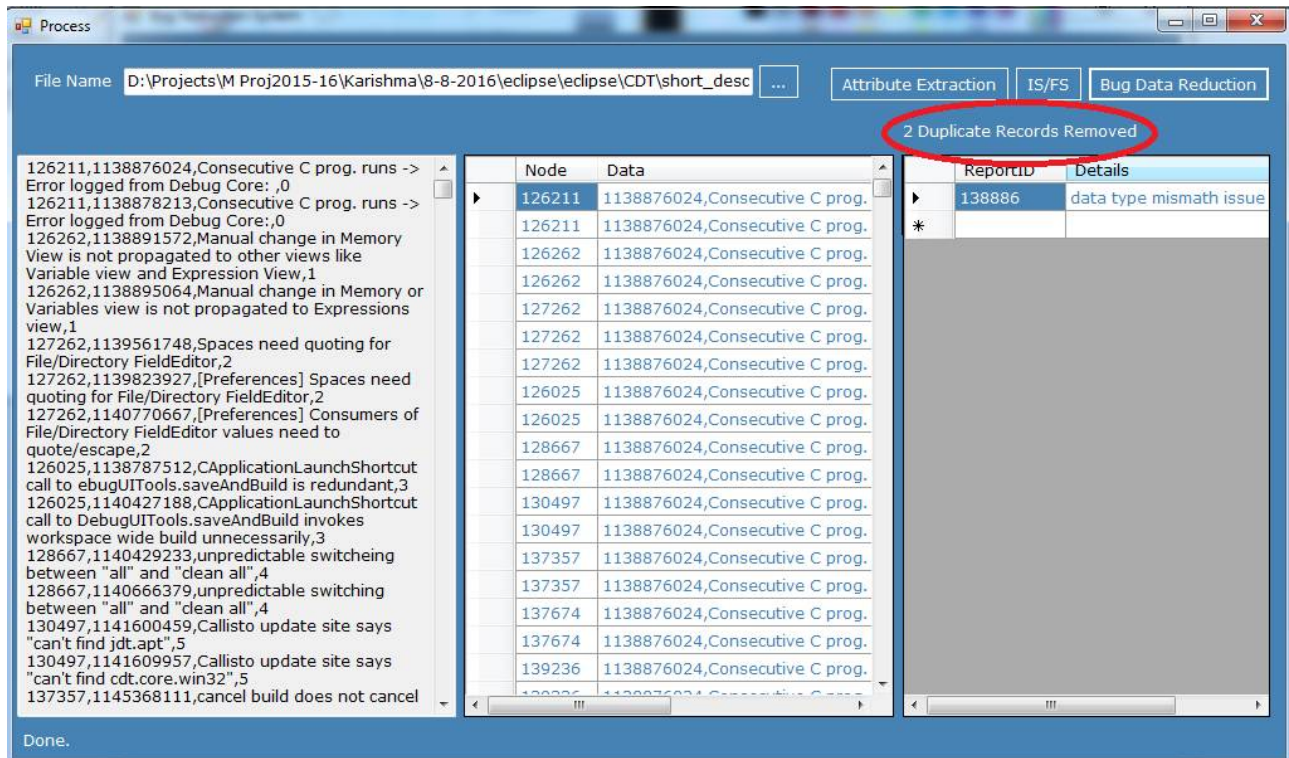 Process
File Name D:\Projects\M Proj2015-16\Karishma\8-8-2016\eclipse\eclipse\CDT\short_desc ... Attribute Extraction IS/FS Bug Data Reduction
2 Duplicate Records Removed
126211,1138876024,Consecutive C prog. runs ->
Error logged from Debug Core: ,0
126211,1138878213,Consecutive C prog. runs ->
Error logged from Debug Core:,0
126262,1138891572,Manual change in Memory
View is not propagated to other views like
Variable view and Expression View,1
126262,1138895064,Manual change in Memory or
Variables view is not propagated to Expressions
view,1
127262,1139561748,Spaces need quoting for
File/Directory FieldEditor,2
127262,1139823927,[Preferences] Spaces need
quoting for File/Directory FieldEditor,2
127262,1140770667,[Preferences] Consumers of
File/Directory FieldEditor values need to
quote/escape,2
126025,1138787512,CApplicationLaunchShortcut
call to ebugUITools.saveAndBuild is redundant,3
126025,1140427188,CApplicationLaunchShortcut
call to DebugUITools.saveAndBuild invokes
workspace wide build unnecessarily,3
128667,1140429233,unpredictable switcheing
between "all" and "clean all",4
128667,1140666379,unpredictable switching
between "all" and "clean all",4
130497,1141600459,Callisto update site says
"can't find jdt.apt",5
130497,1141609957,Callisto update site says
"can't find cdt.core.win32",5
137357,1145368111,cancel build does not cancel
Node Data
126211 1138876024,Consecutive C prog.
126211 1138876024,Consecutive C prog.
126262 1138876024,Consecutive C prog.
126262 1138876024,Consecutive C prog.
127262 1138876024,Consecutive C prog.
127262 1138876024,Consecutive C prog.
127262 1138876024,Consecutive C prog.
126025 1138876024,Consecutive C prog.
126025 1138876024,Consecutive C prog.
128667 1138876024,Consecutive C prog.
128667 1138876024,Consecutive C prog.
130497 1138876024,Consecutive C prog.
130497 1138876024,Consecutive C prog.
137357 1138876024,Consecutive C prog.
137357 1138876024,Consecutive C prog.
137674 1138876024,Consecutive C prog.
137674 1138876024,Consecutive C prog.
139236 1138876024,Consecutive C prog.
ReportID Details
138886 data type mismath issue
Done.